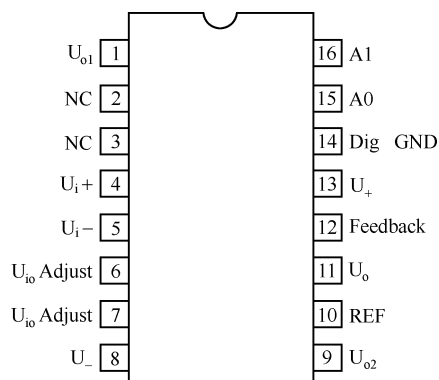 U₀₁ 1 16 A1
NC 2 15 A0
NC 3 14 Dig GND
Uᵢ+ 4 13 U₊
Uᵢ− 5 12 Feedback
Uᵢₒ Adjust 6 11 Uₒ
Uᵢₒ Adjust 7 10 REF
U₋ 8 9 Uₒ₂